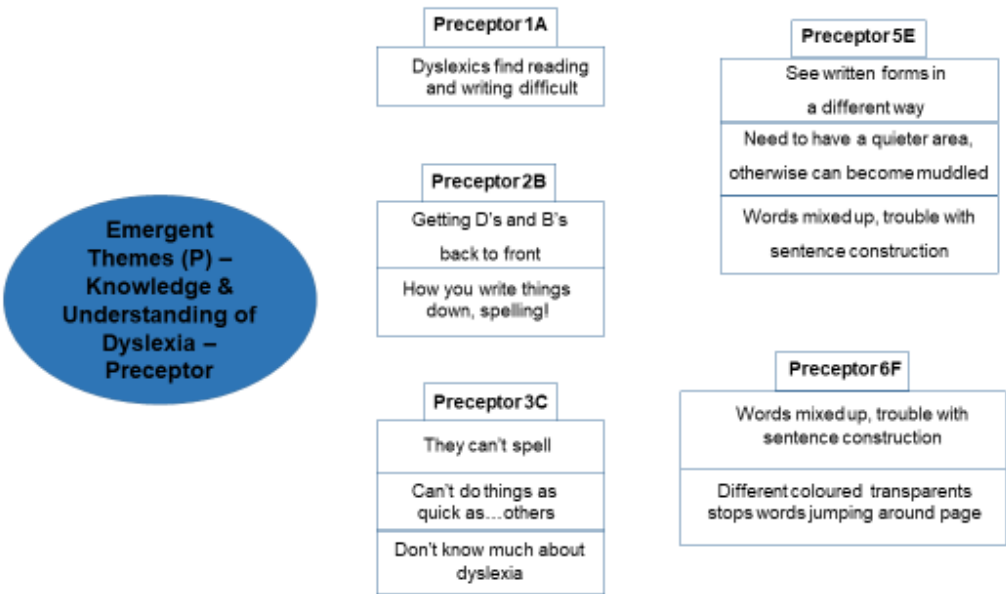 Emergent
Themes (P) –
Knowledge &
Understanding of
Dyslexia –
Preceptor
Preceptor 1A
Dyslexics find reading
and writing difficult
Preceptor 2B
Getting D's and B's
back to front
How you write things
down, spelling!
Preceptor 3C
They can't spell
Can't do things as
quick as…others
Don't know much about
dyslexia
Preceptor 5E
See written forms in
a different way
Need to have a quieter area,
otherwise can become muddled
Words mixed up, trouble with
sentence construction
Preceptor 6F
Words mixed up, trouble with
sentence construction
Different coloured transparents
stops words jumping around page